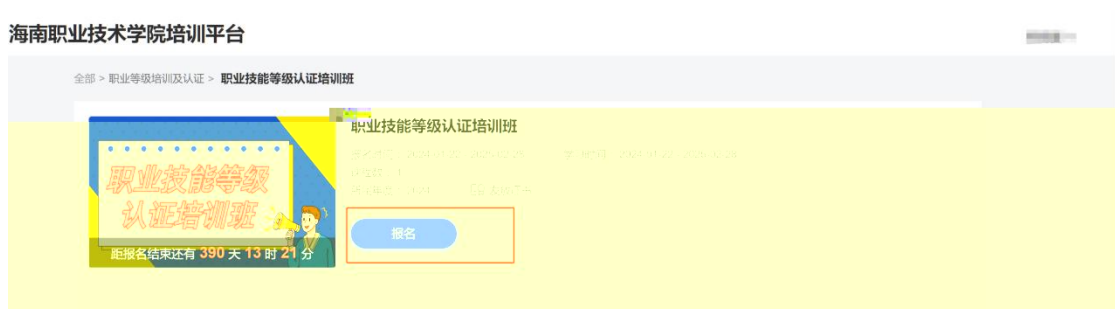 海南职业技术学院培训平台
全部 > 职业等级培训及认证 > 职业技能等级认证培训班
职业技能等级认证培训班
职业技能等级
认证培训班
报名
距报名结束还有 390 天 13 时 21 分